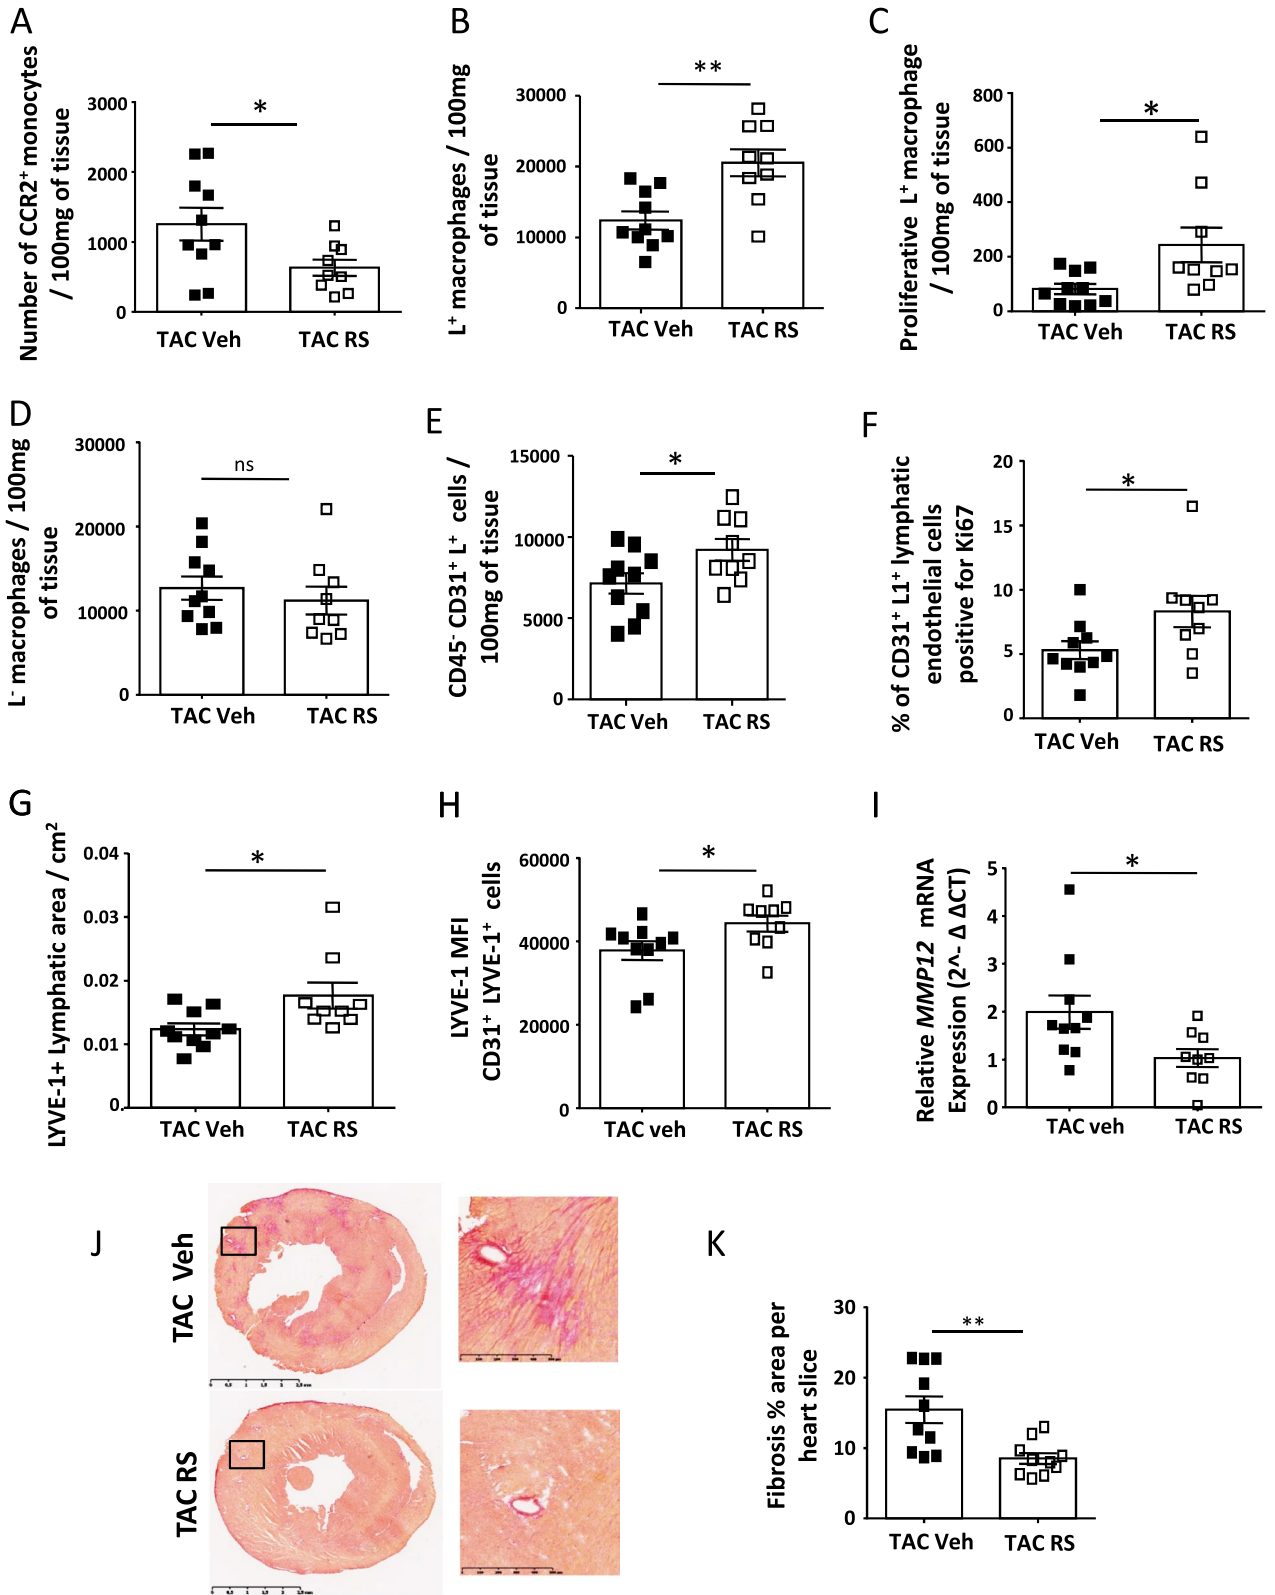 A
Number of CCR2+ monocytes
/ 100mg of tissue
3000
2000
1000
0
*
TAC Veh
TAC RS
B
L+ macrophages / 100mg
of tissue
30000
20000
10000
0
**
TAC Veh
TAC RS
C
Proliferative L+ macrophage
/ 100mg of tissue
800
600
400
200
0
*
TAC Veh
TAC RS
D
L- macrophages / 100mg
of tissue
30000
20000
10000
0
ns
TAC Veh
TAC RS
E
CD45- CD31+ L+ cells /
100mg of tissue
15000
10000
5000
0
*
TAC Veh
TAC RS
F
% of CD31+ L1+ lymphatic
endothelial cells
positive for Ki67
20
15
10
5
0
*
TAC Veh
TAC RS
G
LYVE-1+ Lymphatic area / cm2
0.04
0.03
0.02
0.01
0.
*
TAC Veh
TAC RS
H
LYVE-1 MFI
CD31+ LYVE-1+ cells
60000
40000
20000
0
*
TAC veh
TAC RS
I
Relative MMP12 mRNA
Expression (2^- Δ ΔCT)
5
4
3
2
1
0
*
TAC veh
TAC RS
J
TAC Veh
TAC RS
K
Fibrosis % area per
heart slice
30
20
10
0
**
TAC Veh
TAC RS